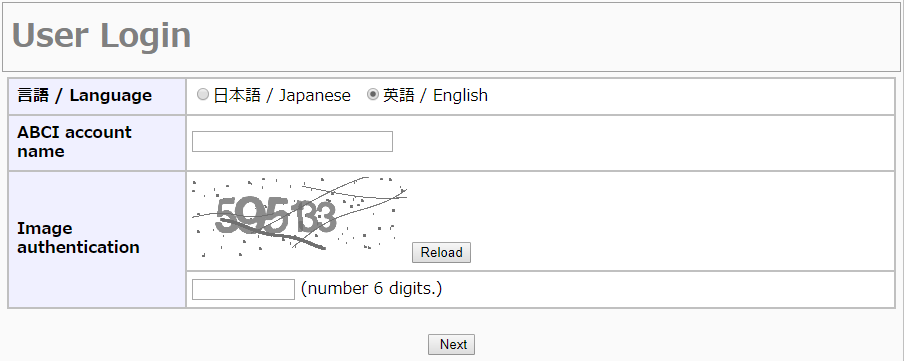 User Login
言語 / Language
日本語 / Japanese 英語 / English
ABCI account
name
Image
authentication
Reload
(number 6 digits.)
Next